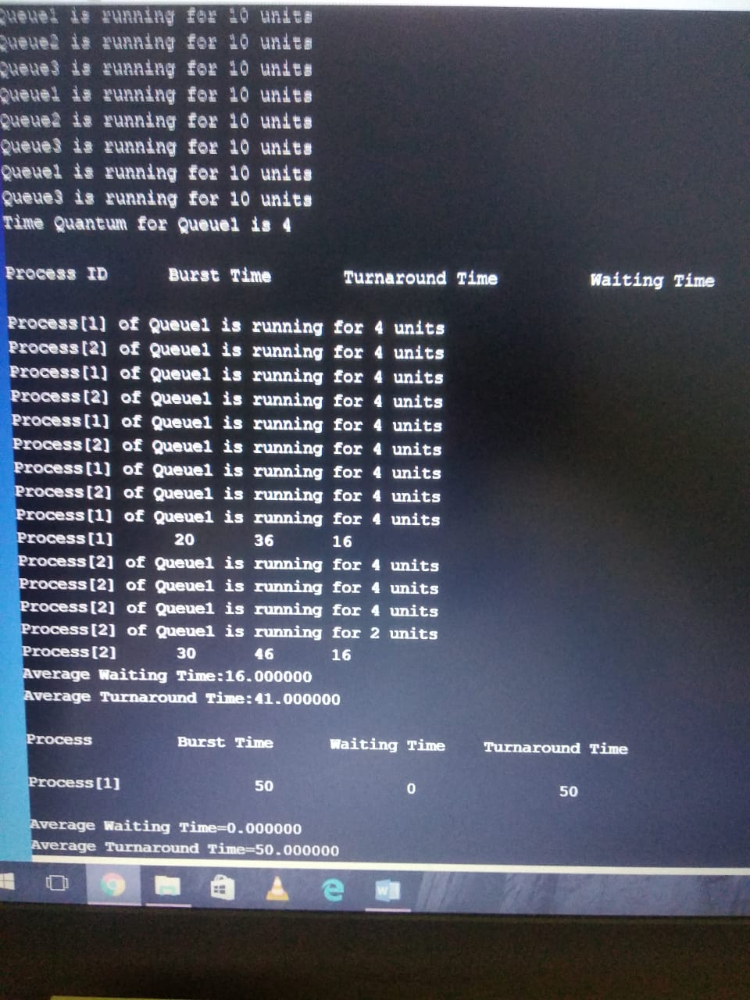 Queue1 is running for 10 units
Queue2 is running for 10 units
Queue3 is running for 10 units
Queue1 is running for 10 units
Queue2 is running for 10 units
Queue3 is running for 10 units
Queue1 is running for 10 units
Queue3 is running for 10 units
Time Quantum for Queue1 is 4
Process ID Burst Time Turnaround Time Waiting Time
Process[1] of Queue1 is running for 4 units
Process[2] of Queue1 is running for 4 units
Process[1] of Queue1 is running for 4 units
Process[2] of Queue1 is running for 4 units
Process[1] of Queue1 is running for 4 units
Process[2] of Queue1 is running for 4 units
Process[1] of Queue1 is running for 4 units
Process[2] of Queue1 is running for 4 units
Process[1] of Queue1 is running for 4 units
Process[1] 20 36 16
Process[2] of Queue1 is running for 4 units
Process[2] of Queue1 is running for 4 units
Process[2] of Queue1 is running for 4 units
Process[2] of Queue1 is running for 2 units
Process[2] 30 46 16
Average Waiting Time:16.000000
Average Turnaround Time:41.000000
Process Burst Time Waiting Time Turnaround Time
Process[1] 50 0 50
Average Waiting Time=0.000000
Average Turnaround Time=50.000000